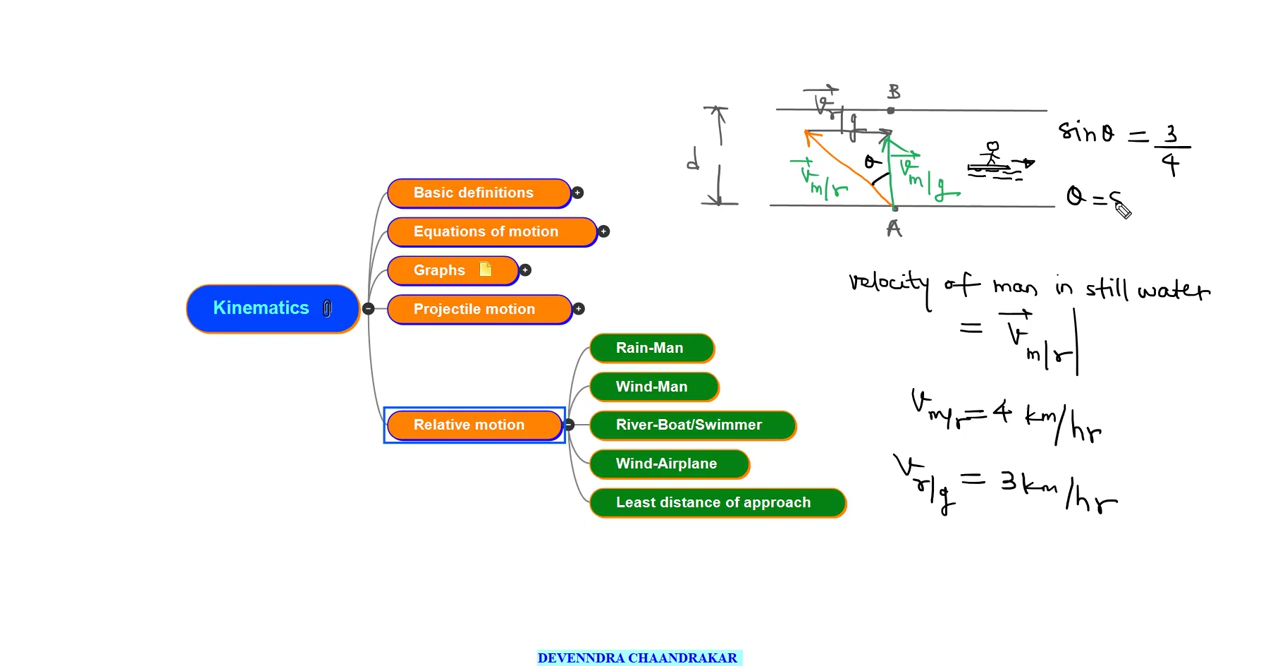 Kinematics
Basic definitions
Equations of motion
Graphs
Projectile motion
Relative motion
Rain-Man
Wind-Man
River-Boat/Swimmer
Wind-Airplane
Least distance of approach
B
v r/g
d
θ
v m/r
v m/g
A
sinθ = 3/4
θ = s
velocity of man in still water
= v m/r
v m/r = 4 km/hr
v r/g = 3 km/hr
DEVENNDRA CHAANDRAKAR